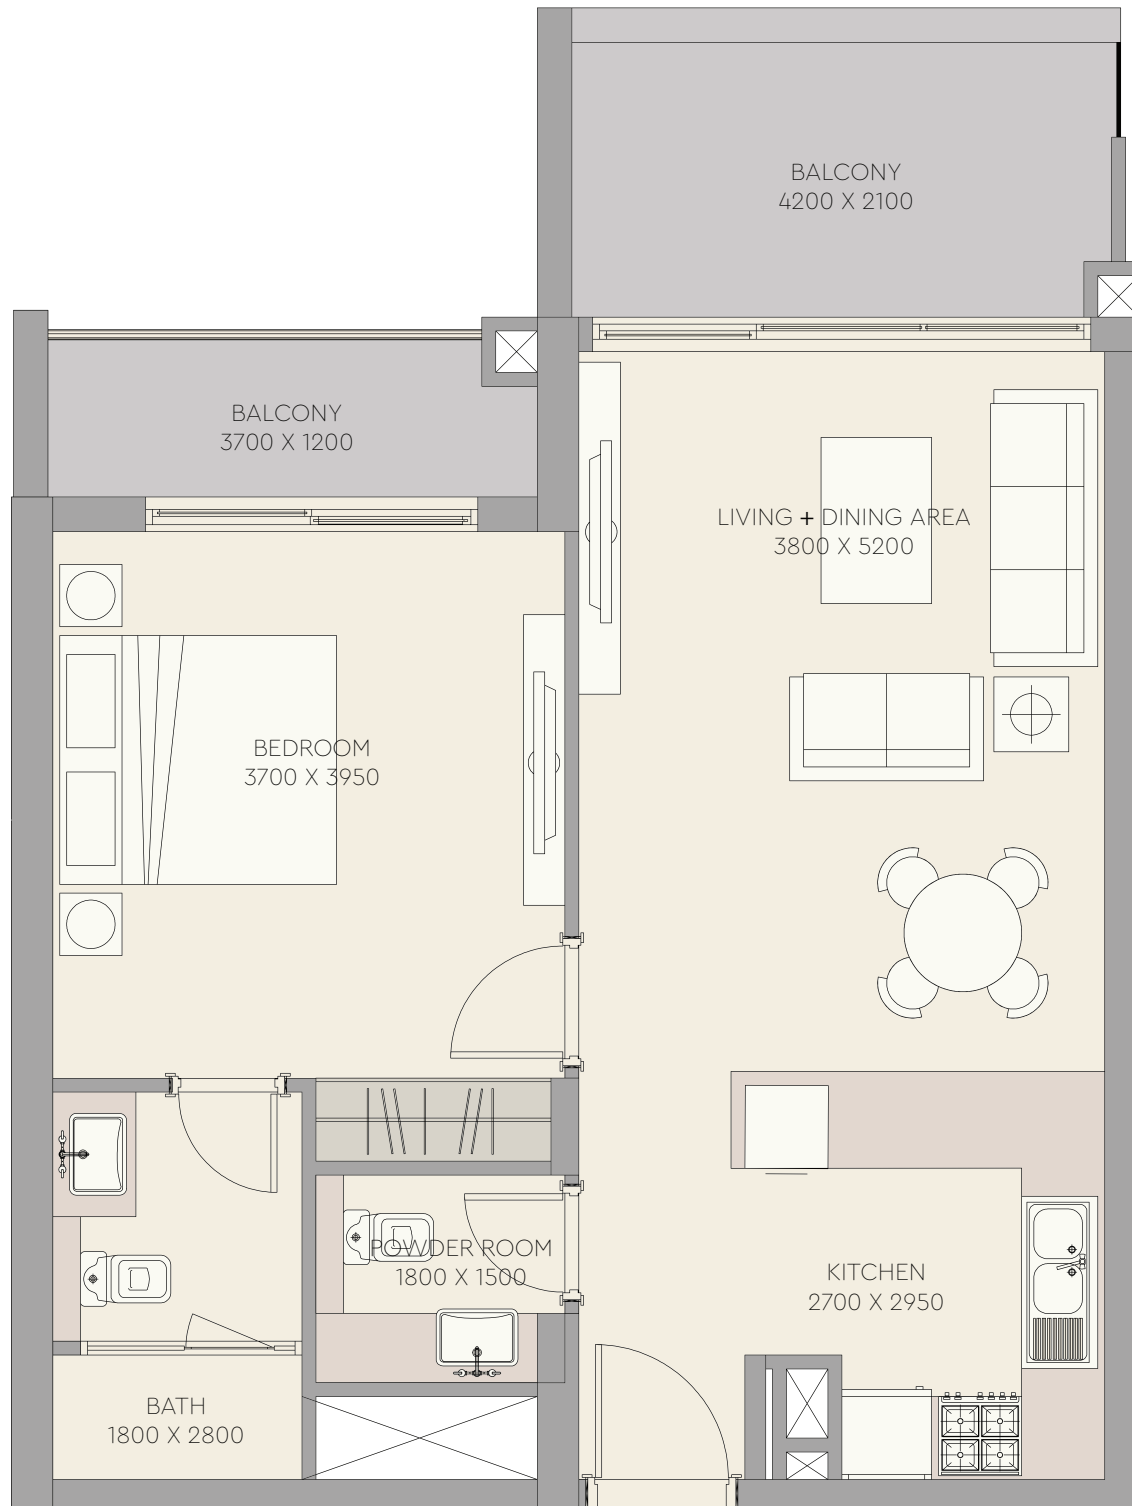 BALCONY
4200 X 2100
BALCONY
3700 X 1200
LIVING + DINING AREA
3800 X 5200
BEDROOM
3700 X 3950
POWDER ROOM
1800 X 1500
KITCHEN
2700 X 2950
BATH
1800 X 2800